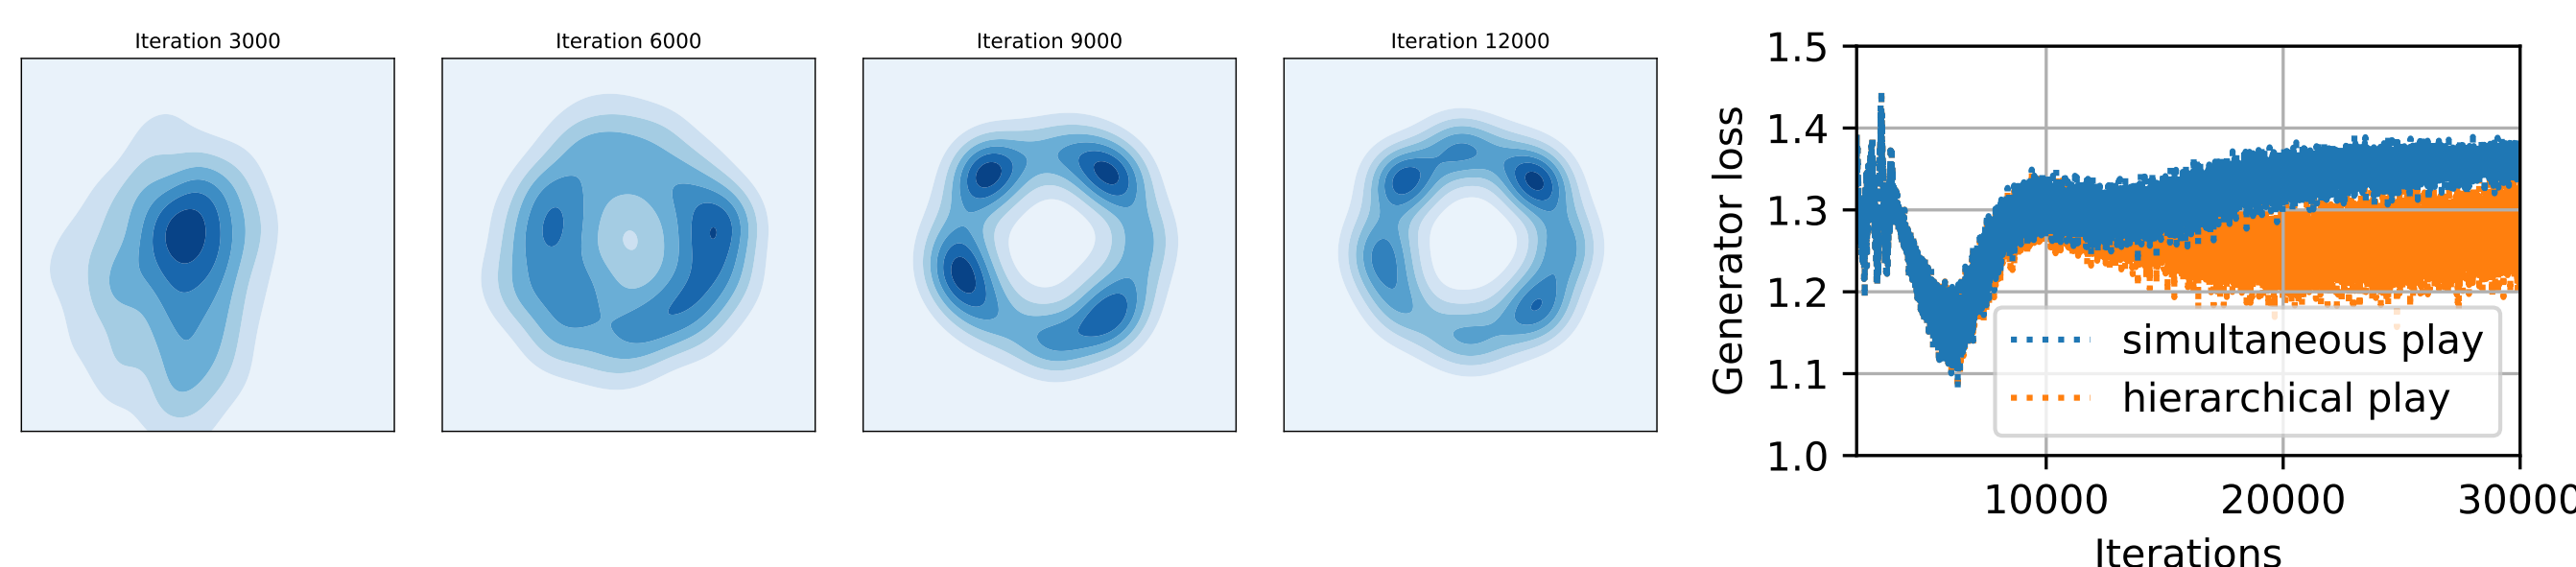 Iteration 3000
Iteration 6000
Iteration 9000
Iteration 12000
Generator loss
1.5
1.4
1.3
1.2
1.1
1.0
simultaneous play
hierarchical play
10000
20000
30000
Iterations